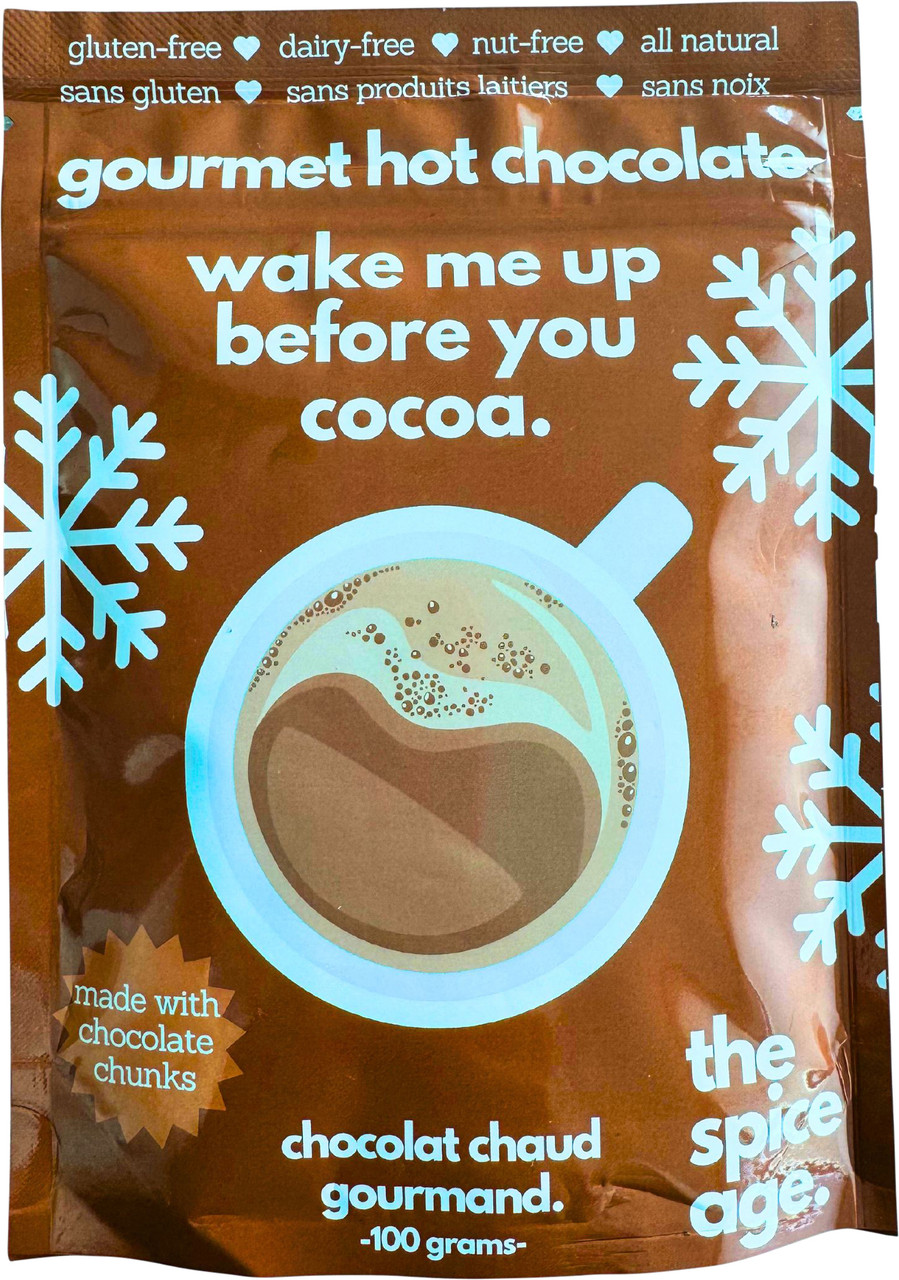 gluten-free ♥ dairy-free ♥ nut-free ♥ all natural
sans gluten ♥ sans produits laitiers ♥ sans noix
gourmet hot chocolate
wake me up
before you
cocoa.
made with
chocolate
chunks
chocolat chaud
gourmand.
-100 grams-
the
spice
age.